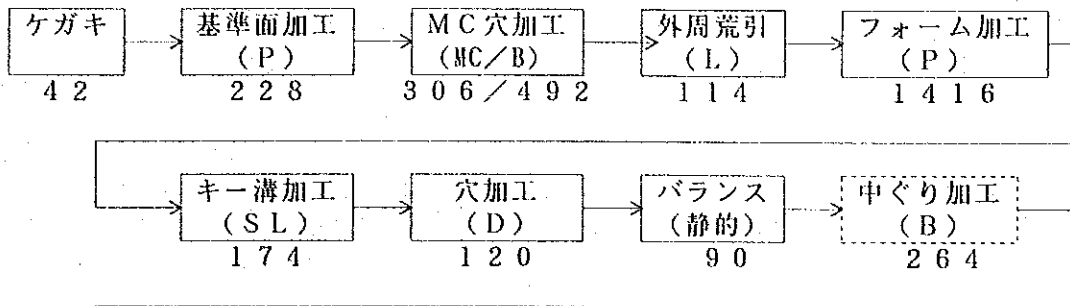 ケガキ 基準面加工 MC穴加工 外周荒引 フォーム加工
(P) (MC/B) (L) (P)
42 228 306/492 114 1416
キー溝加工 穴加工 バランス 中ぐり加工
(SL) (D) (静的) (B)
174 120 90 264